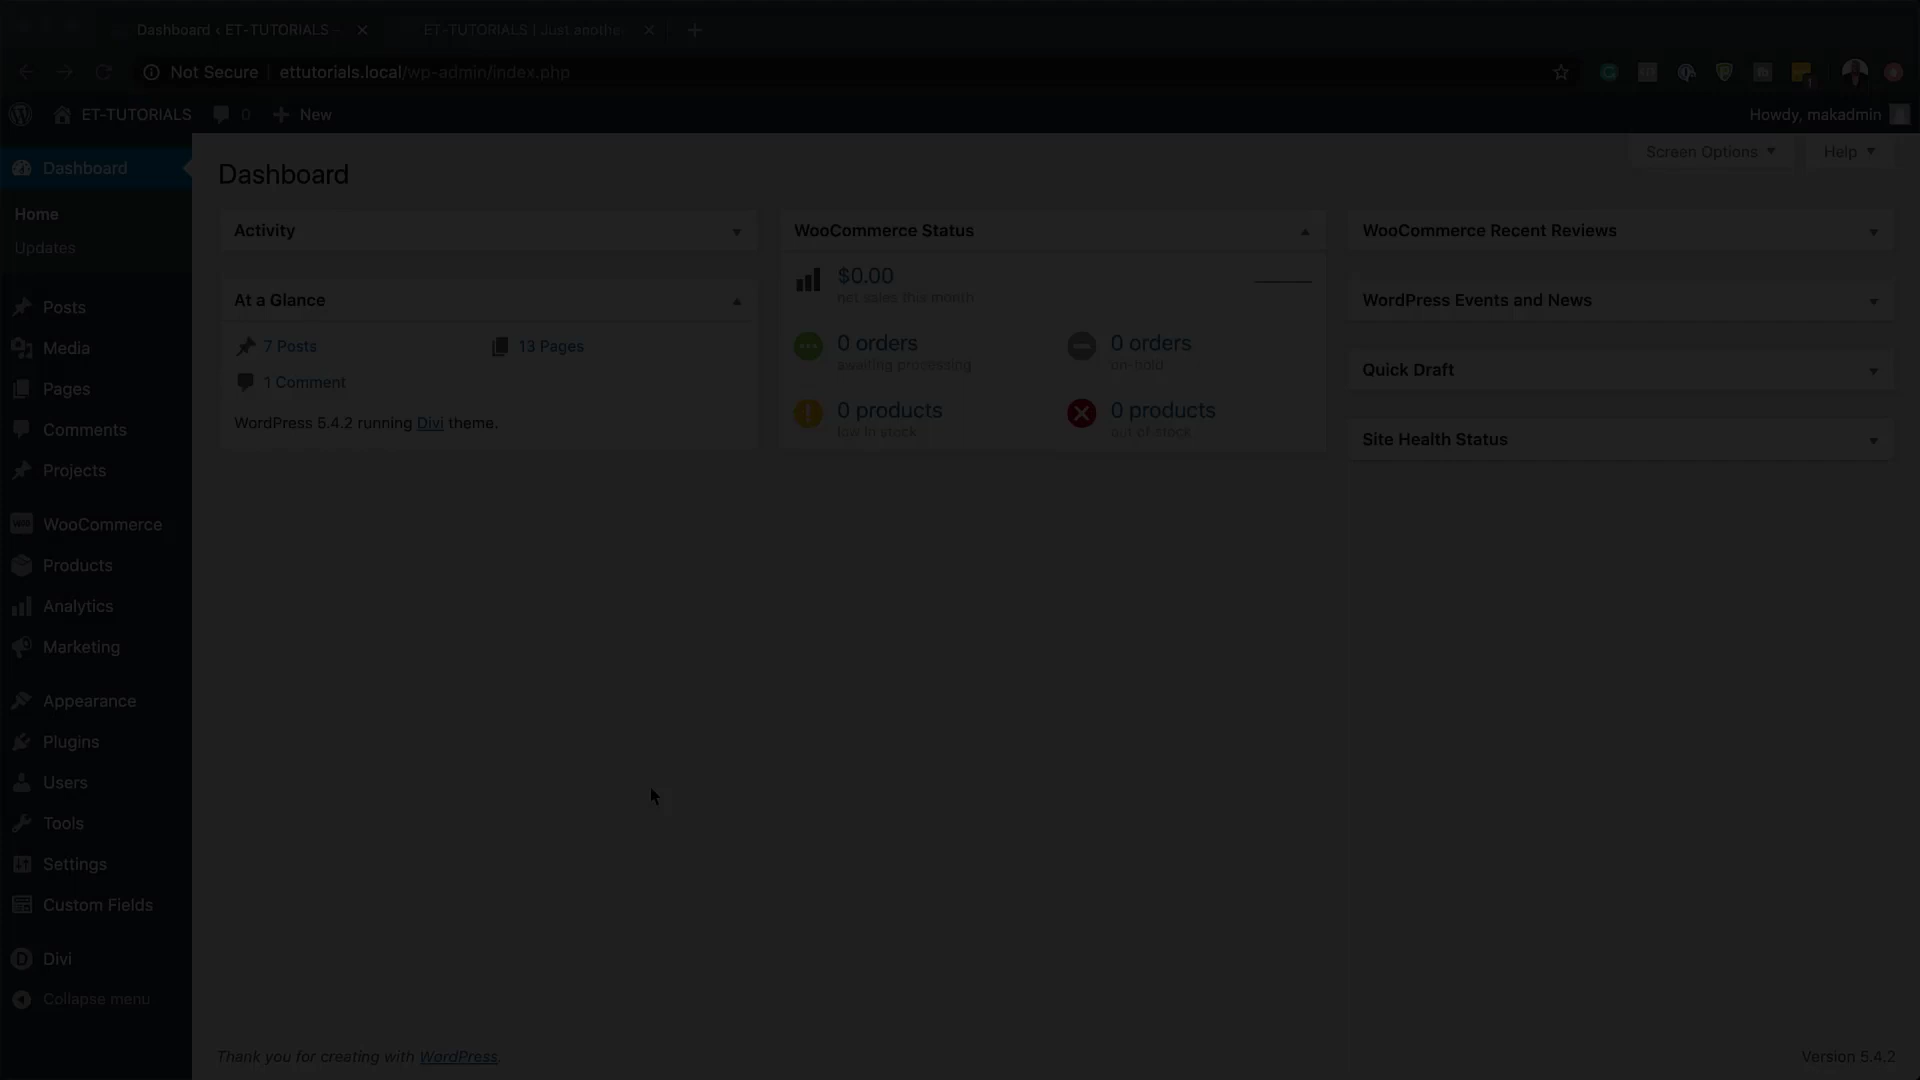 Dashboard ‹ ET-TUTORIALS -
ET-TUTORIALS | Just anothe
Not Secure | ettutorials.local/wp-admin/index.php
ET-TUTORIALS 0 New
Howdy, makadmin
Dashboard
Home
Updates
Posts
Media
Pages
Comments
Projects
WooCommerce
Products
Analytics
Marketing
Appearance
Plugins
Users
Tools
Settings
Custom Fields
Divi
Collapse menu
Screen Options
Help
Dashboard
Activity
At a Glance
7 Posts
13 Pages
1 Comment
WordPress 5.4.2 running Divi theme.
WooCommerce Status
$0.00
net sales this month
0 orders
awaiting processing
0 orders
on-hold
0 products
low in stock
0 products
out of stock
WooCommerce Recent Reviews
WordPress Events and News
Quick Draft
Site Health Status
Thank you for creating with WordPress.
Version 5.4.2